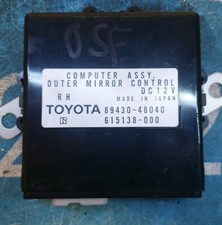 OSF
COMPUTER ASSY,
OUTER MIRROR CONTROL
RH DC12V
MADE IN JAPAN
TOYOTA 89430-48040
615138-000